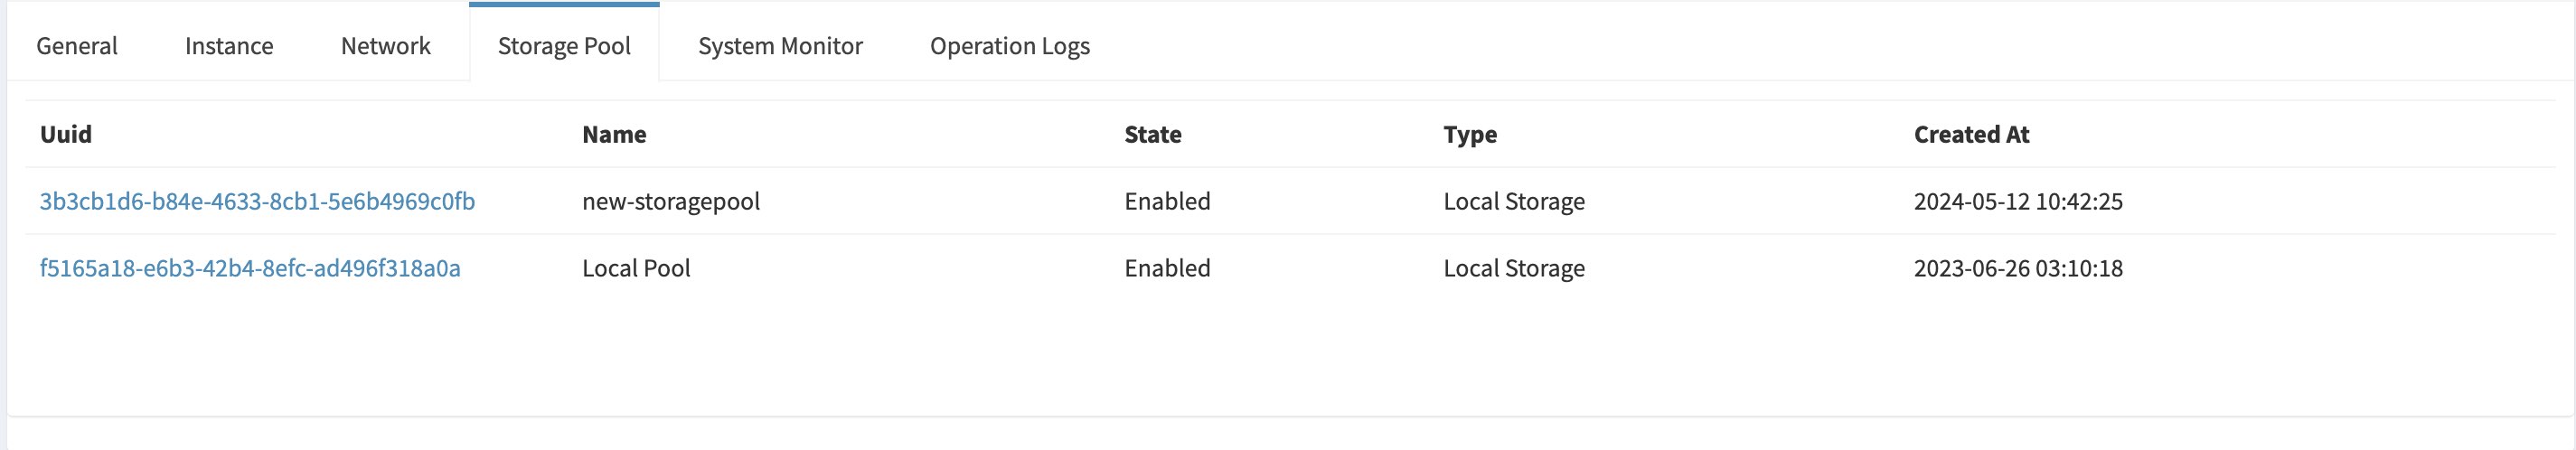 General Instance Network Storage Pool System Monitor Operation Logs
Uuid Name State Type Created At
3b3cb1d6-b84e-4633-8cb1-5e6b4969c0fb new-storagepool Enabled Local Storage 2024-05-12 10:42:25
f5165a18-e6b3-42b4-8efc-ad496f318a0a Local Pool Enabled Local Storage 2023-06-26 03:10:18